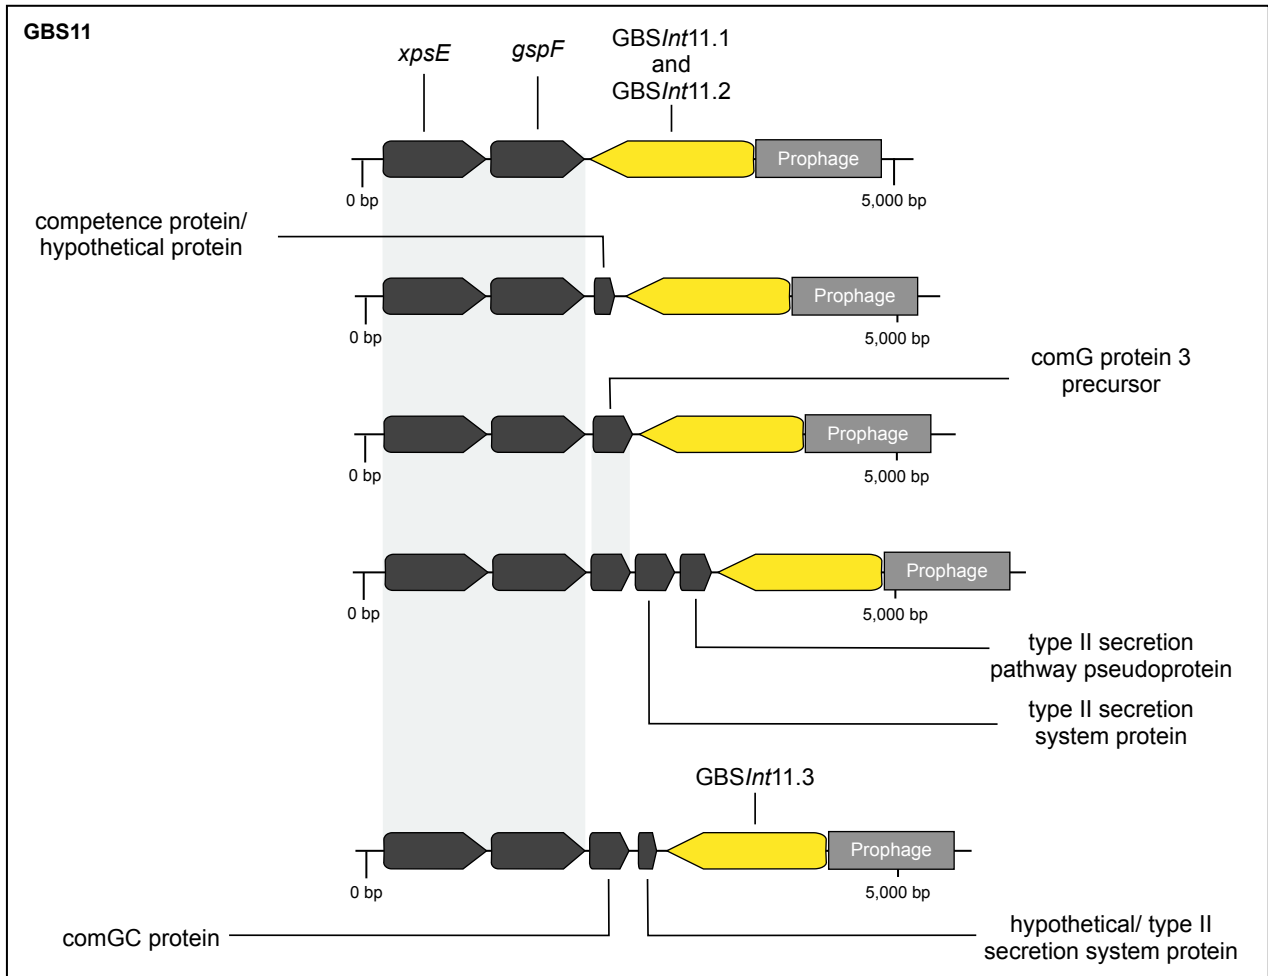 GBS11
xpsE
gspF
GBSInt11.1
and
GBSInt11.2
Prophage
0 bp
5,000 bp
competence protein/
hypothetical protein
Prophage
0 bp
5,000 bp
comG protein 3
precursor
Prophage
0 bp
5,000 bp
Prophage
0 bp
5,000 bp
type II secretion
pathway pseudoprotein
type II secretion
system protein
GBSInt11.3
Prophage
0 bp
5,000 bp
comGC protein
hypothetical/ type II
secretion system protein